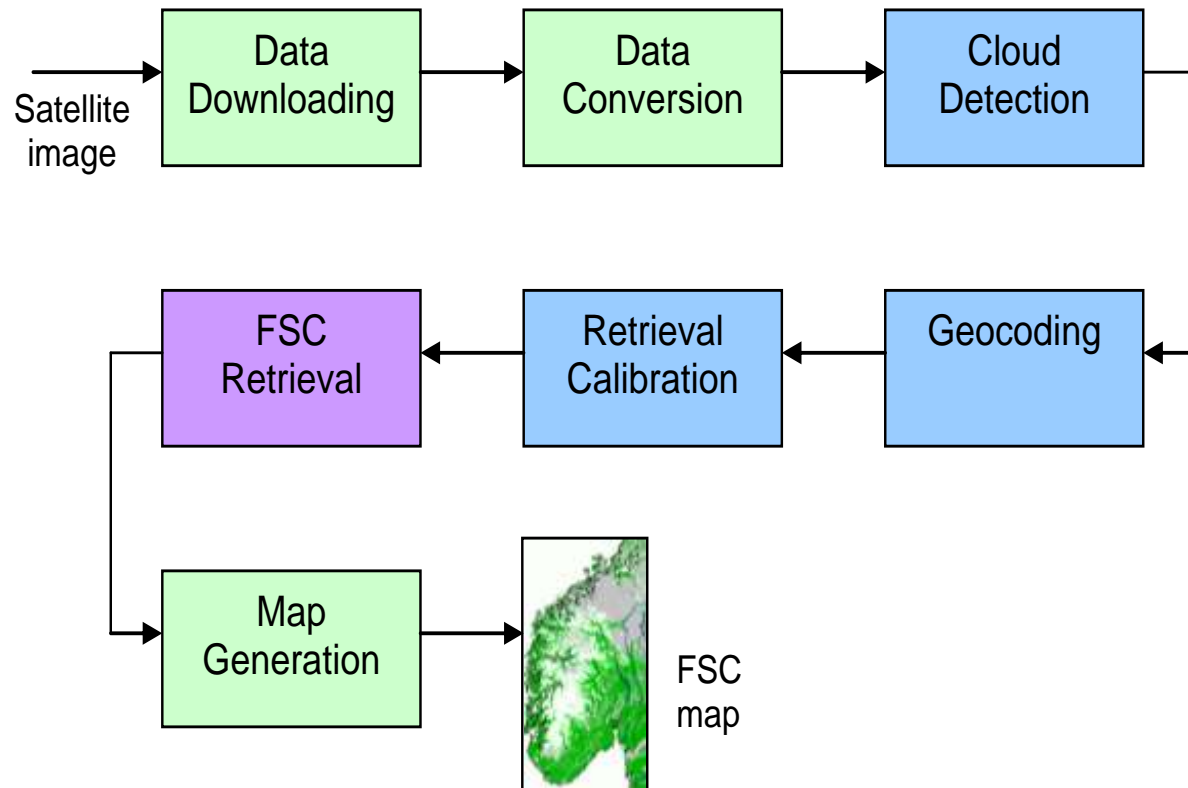 Satellite
image
Data
Downloading
Data
Conversion
Cloud
Detection
Geocoding
Retrieval
Calibration
FSC
Retrieval
Map
Generation
FSC
map